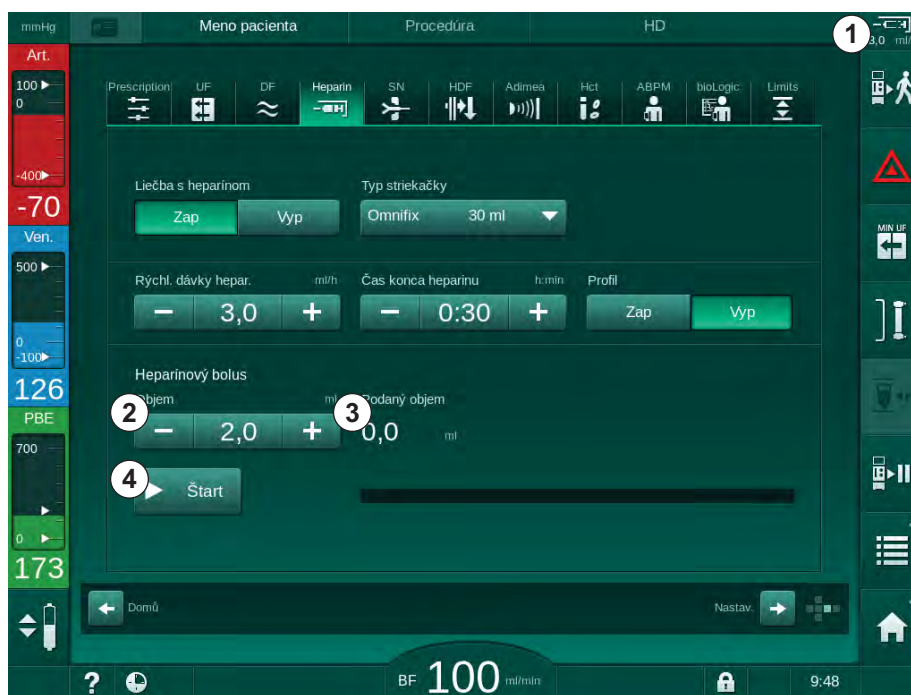 mmHg Meno pacienta Procedúra HD
1
3,0 ml/
Art.
100
0
-400
-70
Ven.
500
0
-100
126
PBE
700
0
173
Prescription UF DF Heparin SN HDF Adimea Hct ABPM bioLogic Limits
Liečba s heparínom Typ striekačky
Zap Vyp Omnifix 30 ml
Rýchl. dávky hepar. ml/h Čas konca heparinu h:min Profil
3,0 0:30 Zap Vyp
Heparínový bolus
Objem ml Podaný objem
2 2,0 3 0,0 ml
4 Štart
MIN UF
Domů Nastav.
? BF 100 ml/min 9:48